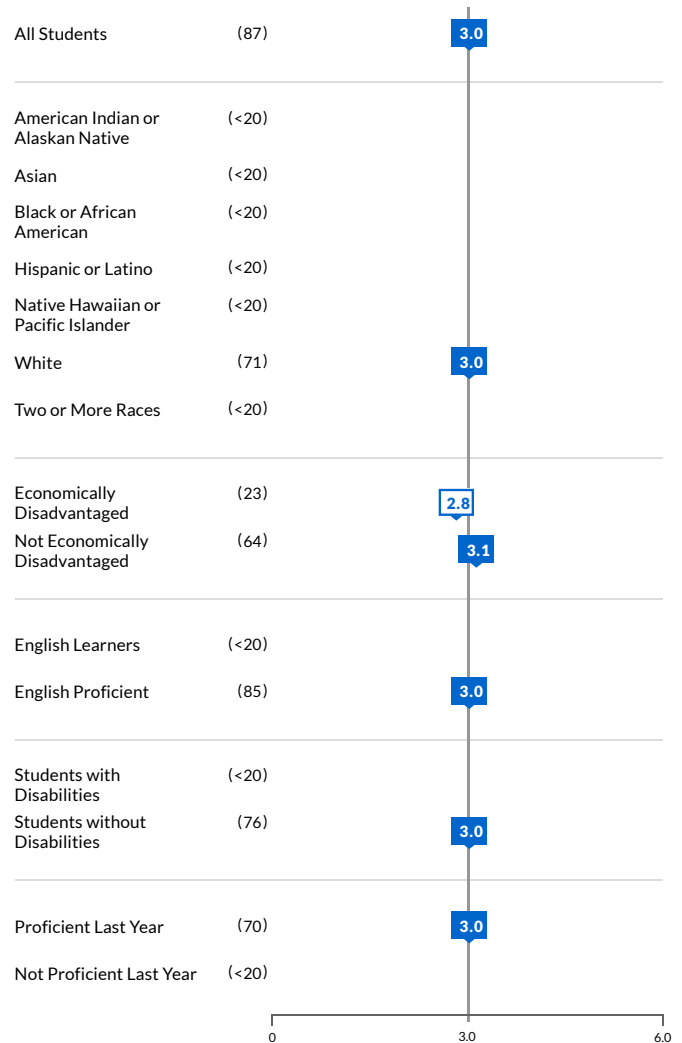 All Students (87) 3.0
American Indian or (<20)
Alaskan Native
Asian (<20)
Black or African (<20)
American
Hispanic or Latino (<20)
Native Hawaiian or (<20)
Pacific Islander
White (71) 3.0
Two or More Races (<20)
Economically (23) 2.8
Disadvantaged
Not Economically (64) 3.1
Disadvantaged
English Learners (<20)
English Proficient (85) 3.0
Students with (<20)
Disabilities
Students without (76) 3.0
Disabilities
Proficient Last Year (70) 3.0
Not Proficient Last Year (<20)
0 3.0 6.0